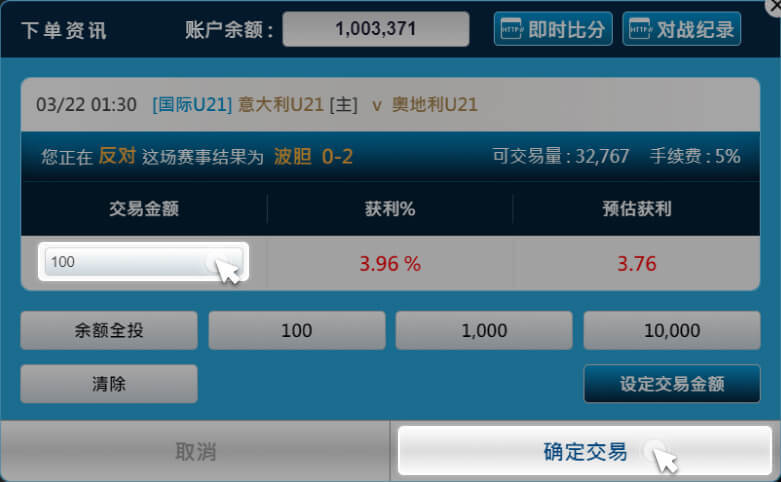 下单资讯 账户余额 : 1,003,371 HTTP// 即时比分 HTTP// 对战纪录
03/22 01:30 [国际U21] 意大利U21 [主] v 奥地利U21
您正在 反对 这场赛事结果为 波胆 0-2 可交易量 : 32,767 手续费 : 5%
交易金额 获利% 预估获利
100 3.96 % 3.76
余额全投 100 1,000 10,000
清除 设定交易金额
取消 确定交易